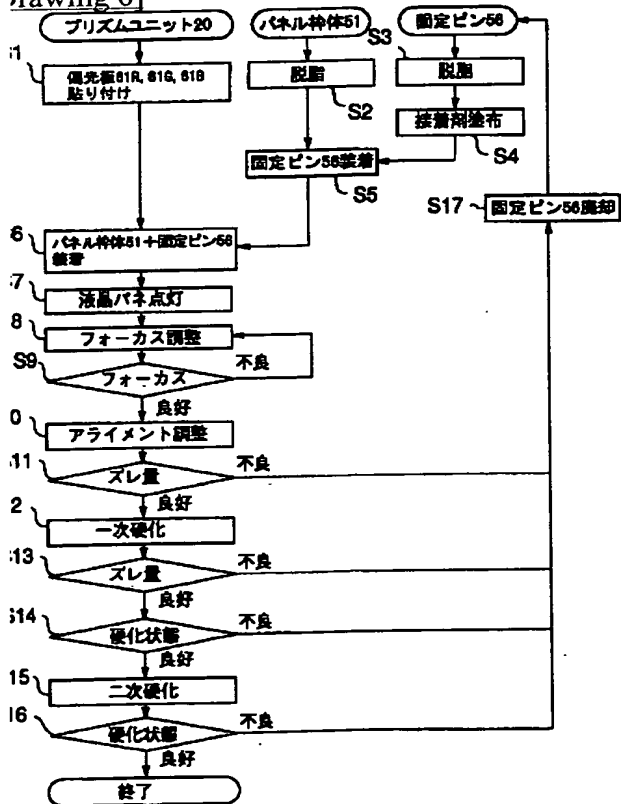 Drawing 6]
プリズムユニット20
パネル枠体51
固定ピン56
S1
偏光板61R, 61G, 61B
貼り付け
脱脂
S2
S3
脱脂
接着剤塗布
S4
固定ピン56装着
S5
S17
固定ピン56廃却
S6
パネル枠体51+固定ピン56
装着
S7
液晶パネ点灯
S8
フォーカス調整
S9
フォーカス
不良
良好
S10
アライメント調整
S11
ズレ量
不良
良好
S12
一次硬化
S13
ズレ量
不良
良好
S14
硬化状態
不良
良好
S15
二次硬化
S16
硬化状態
不良
良好
終了